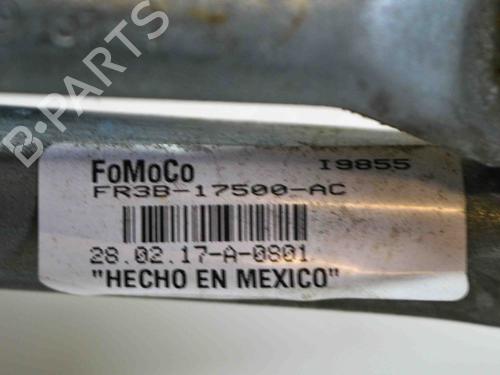 B-PARTS
FoMoCo I9855
FR3B-17500-AC
28.02.17-A-0801
"HECHO EN MEXICO"